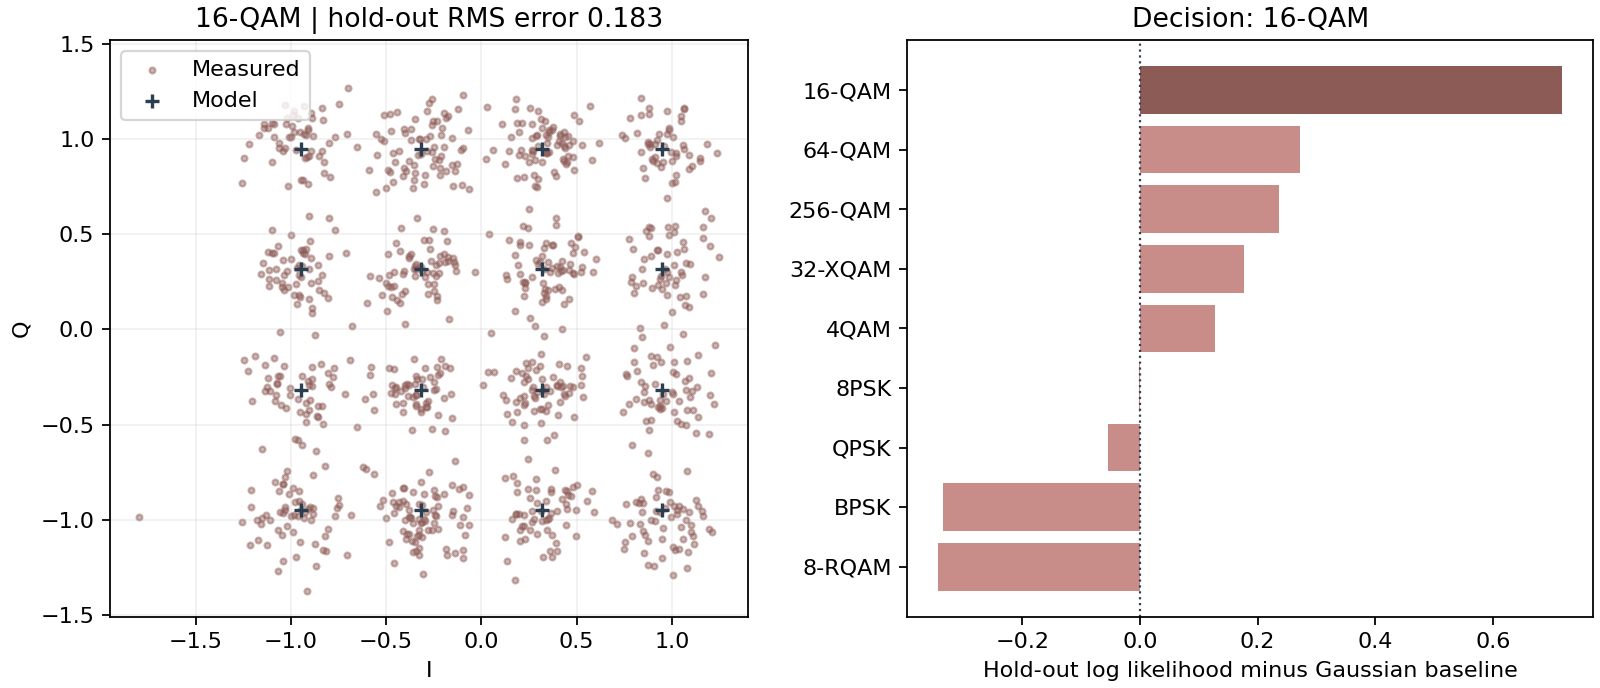 16-QAM | hold-out RMS error 0.183
Measured
Model
1.5
1.0
0.5
0.0
−0.5
−1.0
−1.5
Q
−1.5
−1.0
−0.5
0.0
0.5
1.0
I
Decision: 16-QAM
16-QAM
64-QAM
256-QAM
32-XQAM
4QAM
8PSK
QPSK
BPSK
8-RQAM
−0.2
0.0
0.2
0.4
0.6
Hold-out log likelihood minus Gaussian baseline